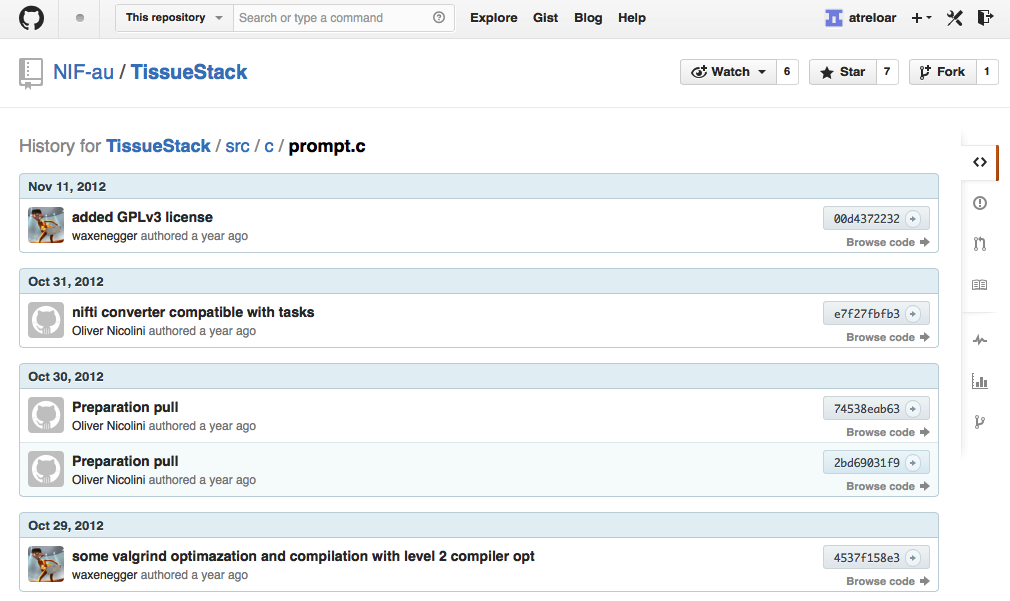 This repository Search or type a command Explore Gist Blog Help atreloar
NIF-au / TissueStack Watch 6 Star 7 Fork 1
History for TissueStack / src / c / prompt.c
Nov 11, 2012
added GPLv3 license 00d4372232
waxenegger authored a year ago Browse code
Oct 31, 2012
nifti converter compatible with tasks e7f27fbfb3
Oliver Nicolini authored a year ago Browse code
Oct 30, 2012
Preparation pull 74538eab63
Oliver Nicolini authored a year ago Browse code
Preparation pull 2bd69031f9
Oliver Nicolini authored a year ago Browse code
Oct 29, 2012
some valgrind optimazation and compilation with level 2 compiler opt 4537f158e3
waxenegger authored a year ago Browse code